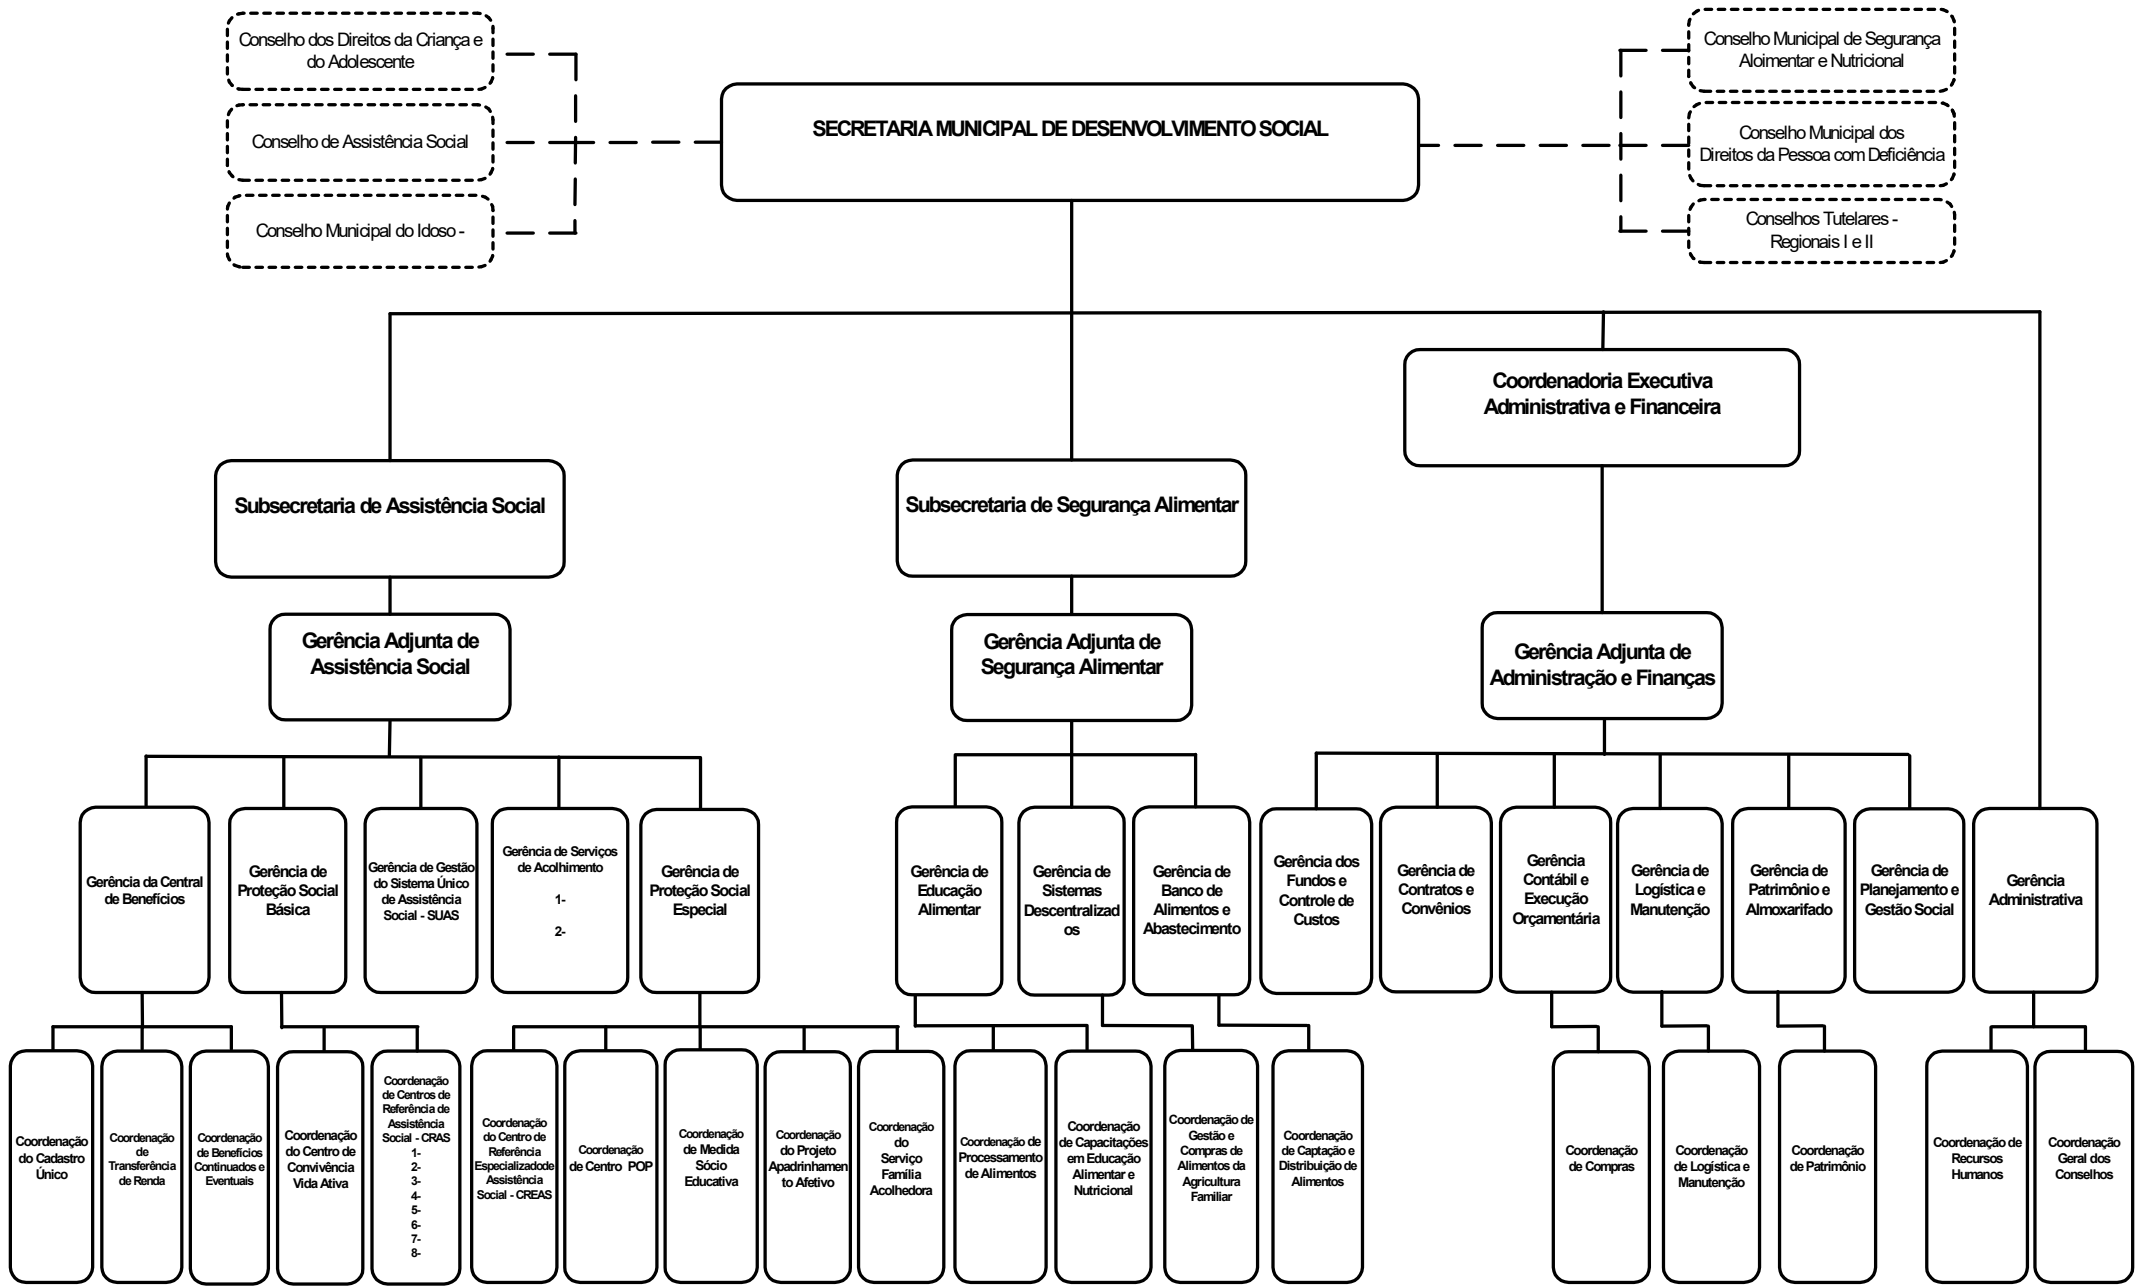 Conselho dos Direitos da Criança e
do Adolescente
Conselho de Assistência Social
Conselho Municipal do Idoso -
SECRETARIA MUNICIPAL DE DESENVOLVIMENTO SOCIAL
Conselho Municipal de Segurança
Aloimentar e Nutricional
Conselho Municipal dos
Direitos da Pessoa com Deficiência
Conselhos Tutelares -
Regionais I e II
Coordenadoria Executiva
Administrativa e Financeira
Subsecretaria de Assistência Social
Subsecretaria de Segurança Alimentar
Gerência Adjunta de
Assistência Social
Gerência Adjunta de
Segurança Alimentar
Gerência Adjunta de
Administração e Finanças
Gerência da Central
de Benefícios
Gerência de
Proteção Social
Básica
Gerência de Gestão
do Sistema Único
de Assistência
Social - SUAS
Gerência de Serviços
de Acolhimento
1-
2-
Gerência de
Proteção Social
Especial
Gerência de
Educação
Alimentar
Gerência de
Sistemas
Descentralizad
os
Gerência de
Banco de
Alimentos e
Abastecimento
Gerência dos
Fundos e
Controle de
Custos
Gerência de
Contratos e
Convênios
Gerência
Contábil e
Execução
Orçamentária
Gerência de
Logística e
Manutenção
Gerência de
Patrimônio e
Almoxarifado
Gerência de
Planejamento e
Gestão Social
Gerência
Administrativa
Coordenação
do Cadastro
Único
Coordenação
de
Transferência
de Renda
Coordenação
de Benefícios
Continuados e
Eventuais
Coordenação
do Centro de
Convivência
Vida Ativa
Coordenação
de Centros de
Referência de
Assistência
Social - CRAS
1-
2-
3-
4-
5-
6-
7-
8-
Coordenação
do Centro de
Referência
Especializadode
Assistência
Social - CREAS
Coordenação
de Centro POP
Coordenação
de Medida
Sócio
Educativa
Coordenação
do Projeto
Apadrinhamen
to Afetivo
Coordenação
do
Serviço
Família
Acolhedora
Coordenação de
Processamento
de Alimentos
Coordenação
de Capacitações
em Educação
Alimentar e
Nutricional
Coordenação de
Gestão e
Compras de
Alimentos da
Agricultura
Familiar
Coordenação
de Captação e
Distribuição de
Alimentos
Coordenação
de Compras
Coordenação
de Logística e
Manutenção
Coordenação
de Patrimônio
Coordenação de
Recursos
Humanos
Coordenação
Geral dos
Conselhos